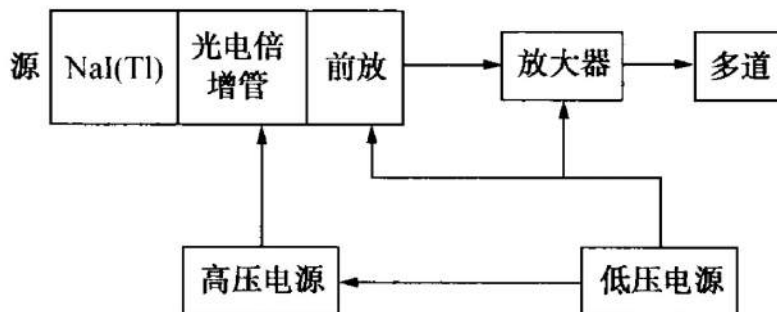 源
NaI(Tl)
光电倍
增管
前放
放大器
多道
高压电源
低压电源